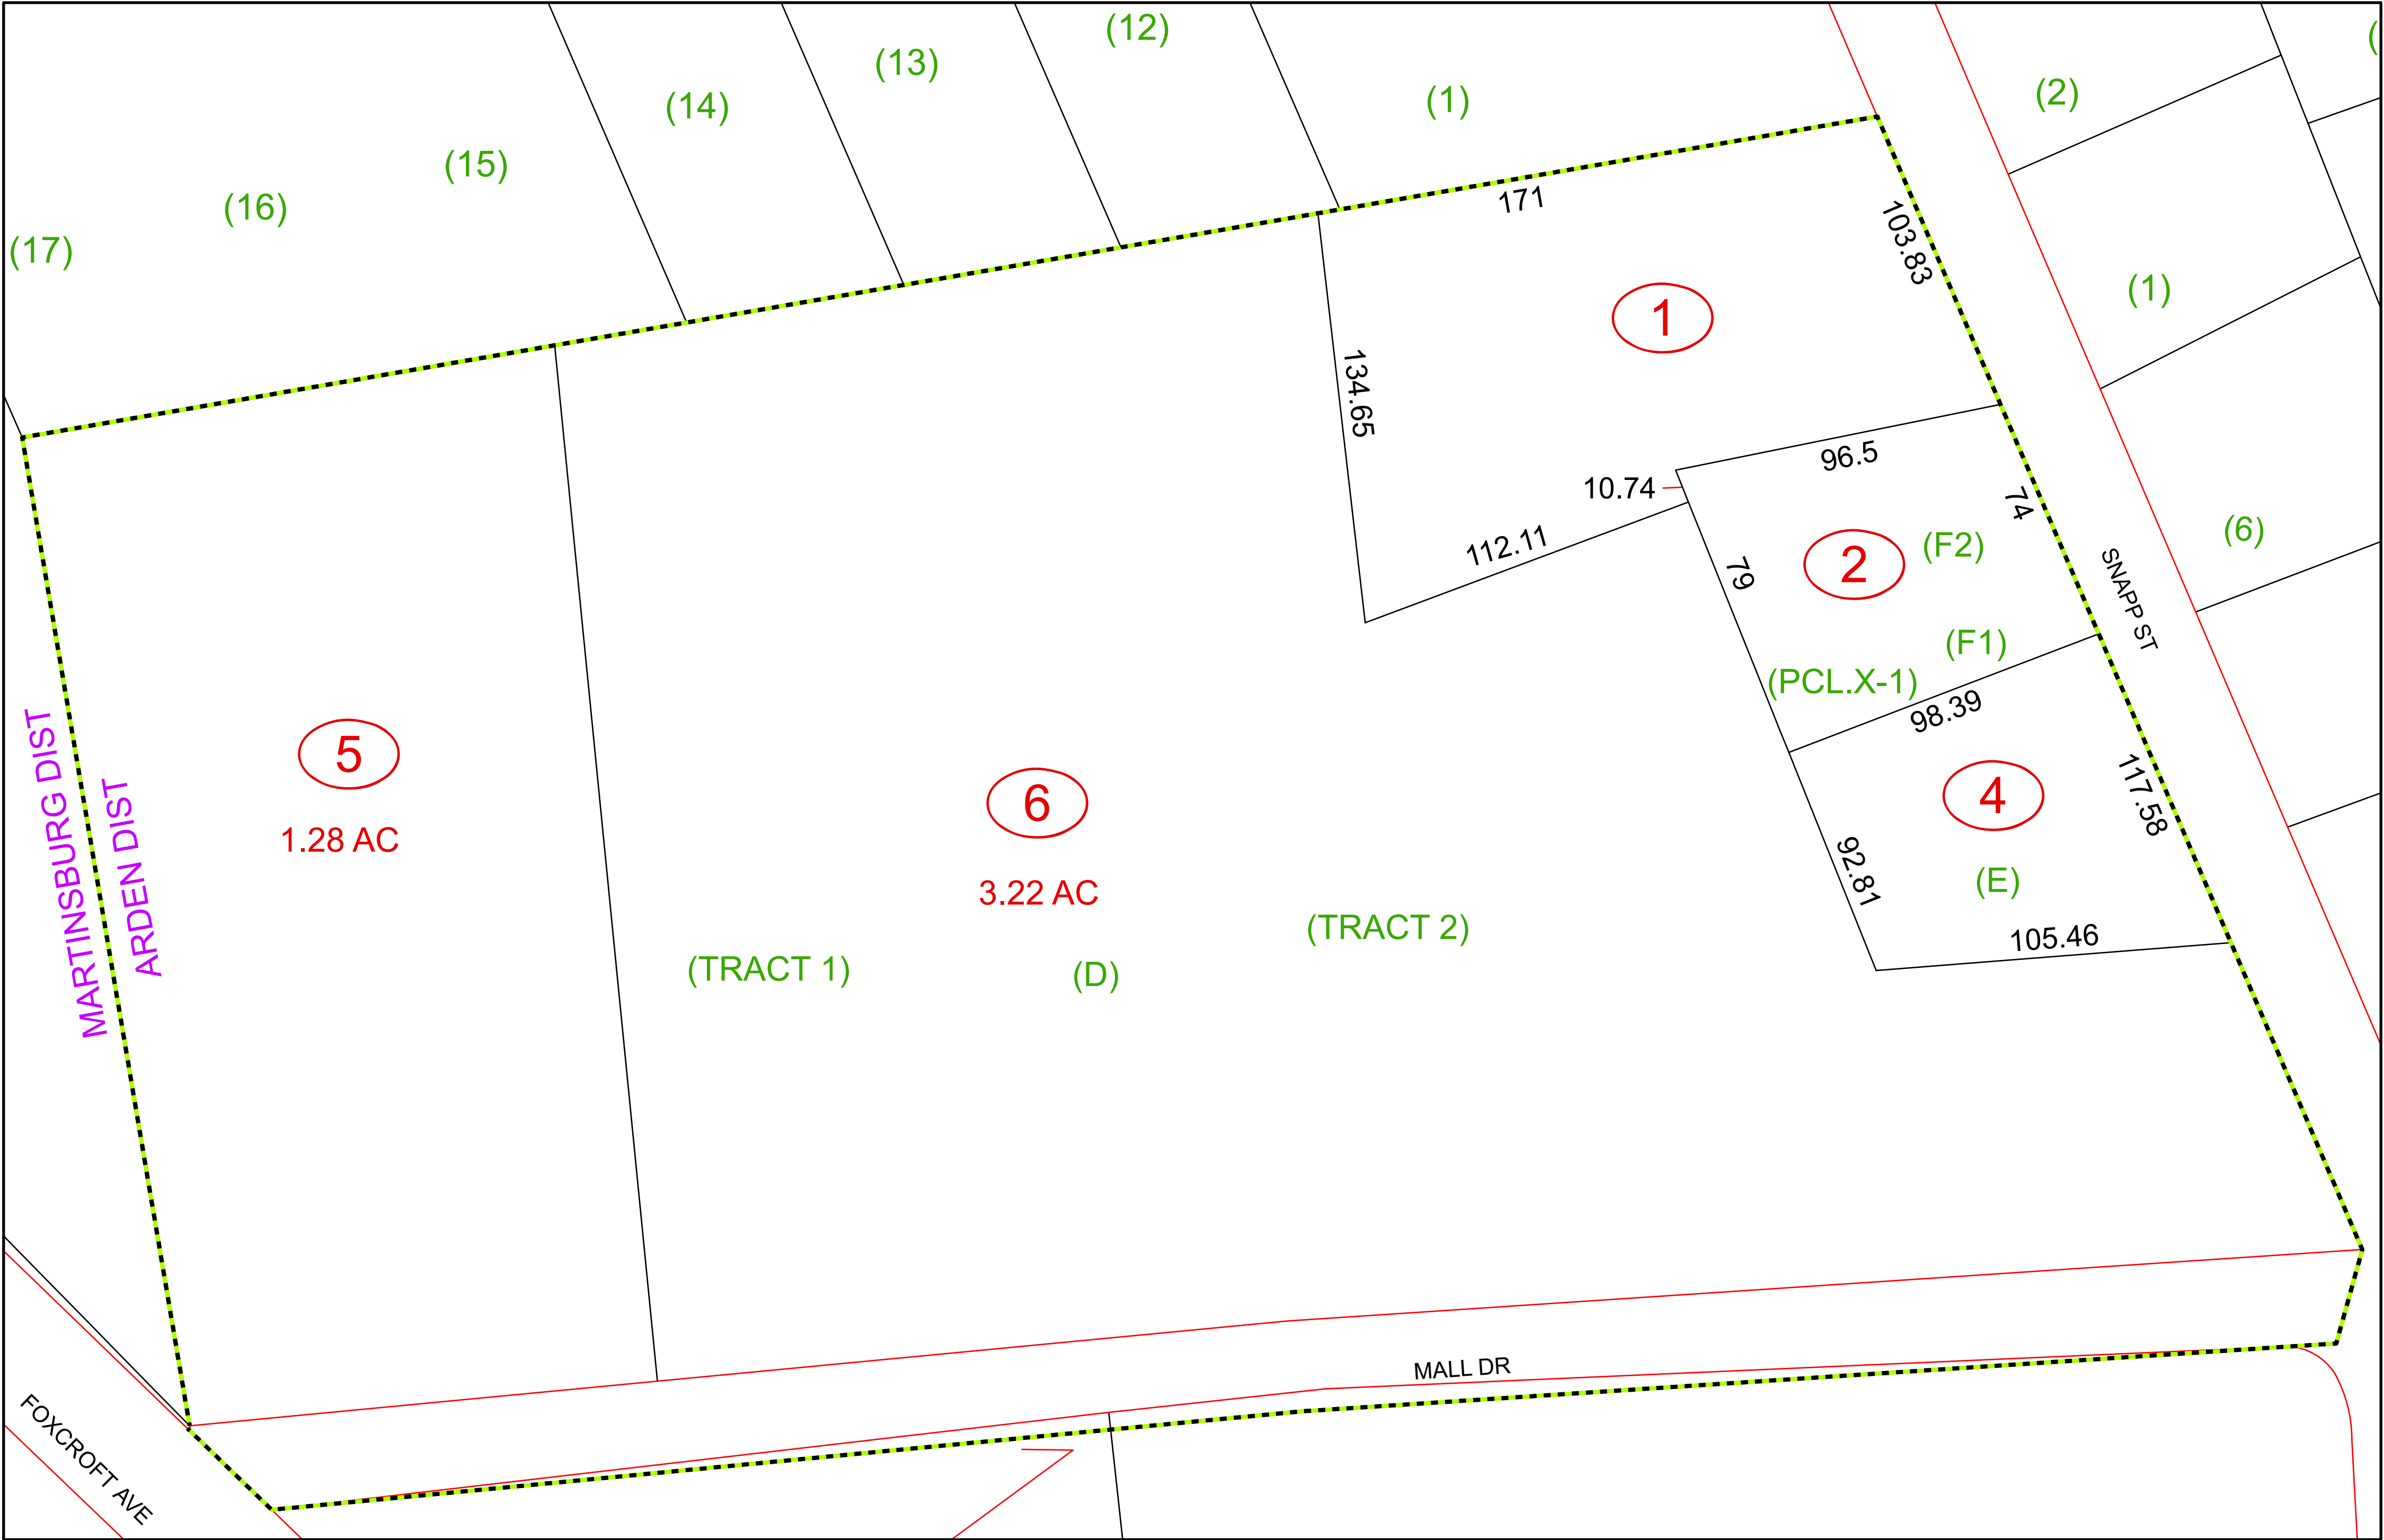 (12)
(13)
(1)
(2)
(14)
(15)
(16)
(17)
171
103.83
(1)
1
134.65
96.5
10.74
74
112.11
2
(F2)
(6)
79
SNAPP ST
(F1)
(PCL.X-1)
98.39
MARTINSBURG DIST
ARDEN DIST
5
1.28 AC
6
3.22 AC
4
117.58
92.81
(E)
(TRACT 2)
105.46
(TRACT 1)
(D)
MALL DR
FOXCROFT AVE